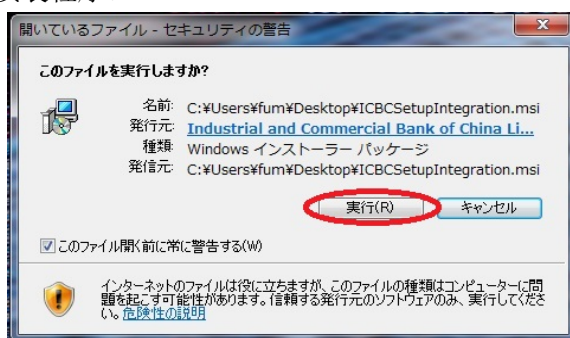 開いているファイル - セキュリティの警告
このファイルを実行しますか?
名前: C:¥Users¥fum¥Desktop¥ICBCSetupIntegration.msi
発行元: Industrial and Commercial Bank of China Li...
種類: Windows インストーラー パッケージ
発信元: C:¥Users¥fum¥Desktop¥ICBCSetupIntegration.msi
実行(R) キャンセル
このファイル開く前に常に警告する(W)
インターネットのファイルは役に立ちますが、このファイルの種類はコンピューターに問
題を起こす可能性があります。信頼する発行元のソフトウェアのみ、実行してくださ
い。危険性の説明